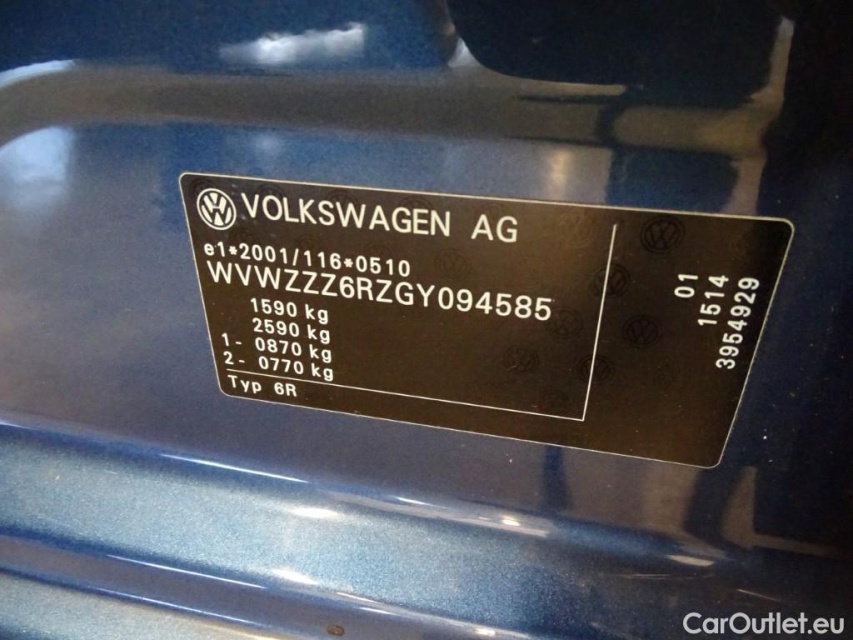 VOLKSWAGEN AG
e1*2001/116*0510
WVWZZZ6RZGY094585
1590 kg
2590 kg
1- 0870 kg
2- 0770 kg
Typ 6R
01
1514
3954929
CarOutlet.eu